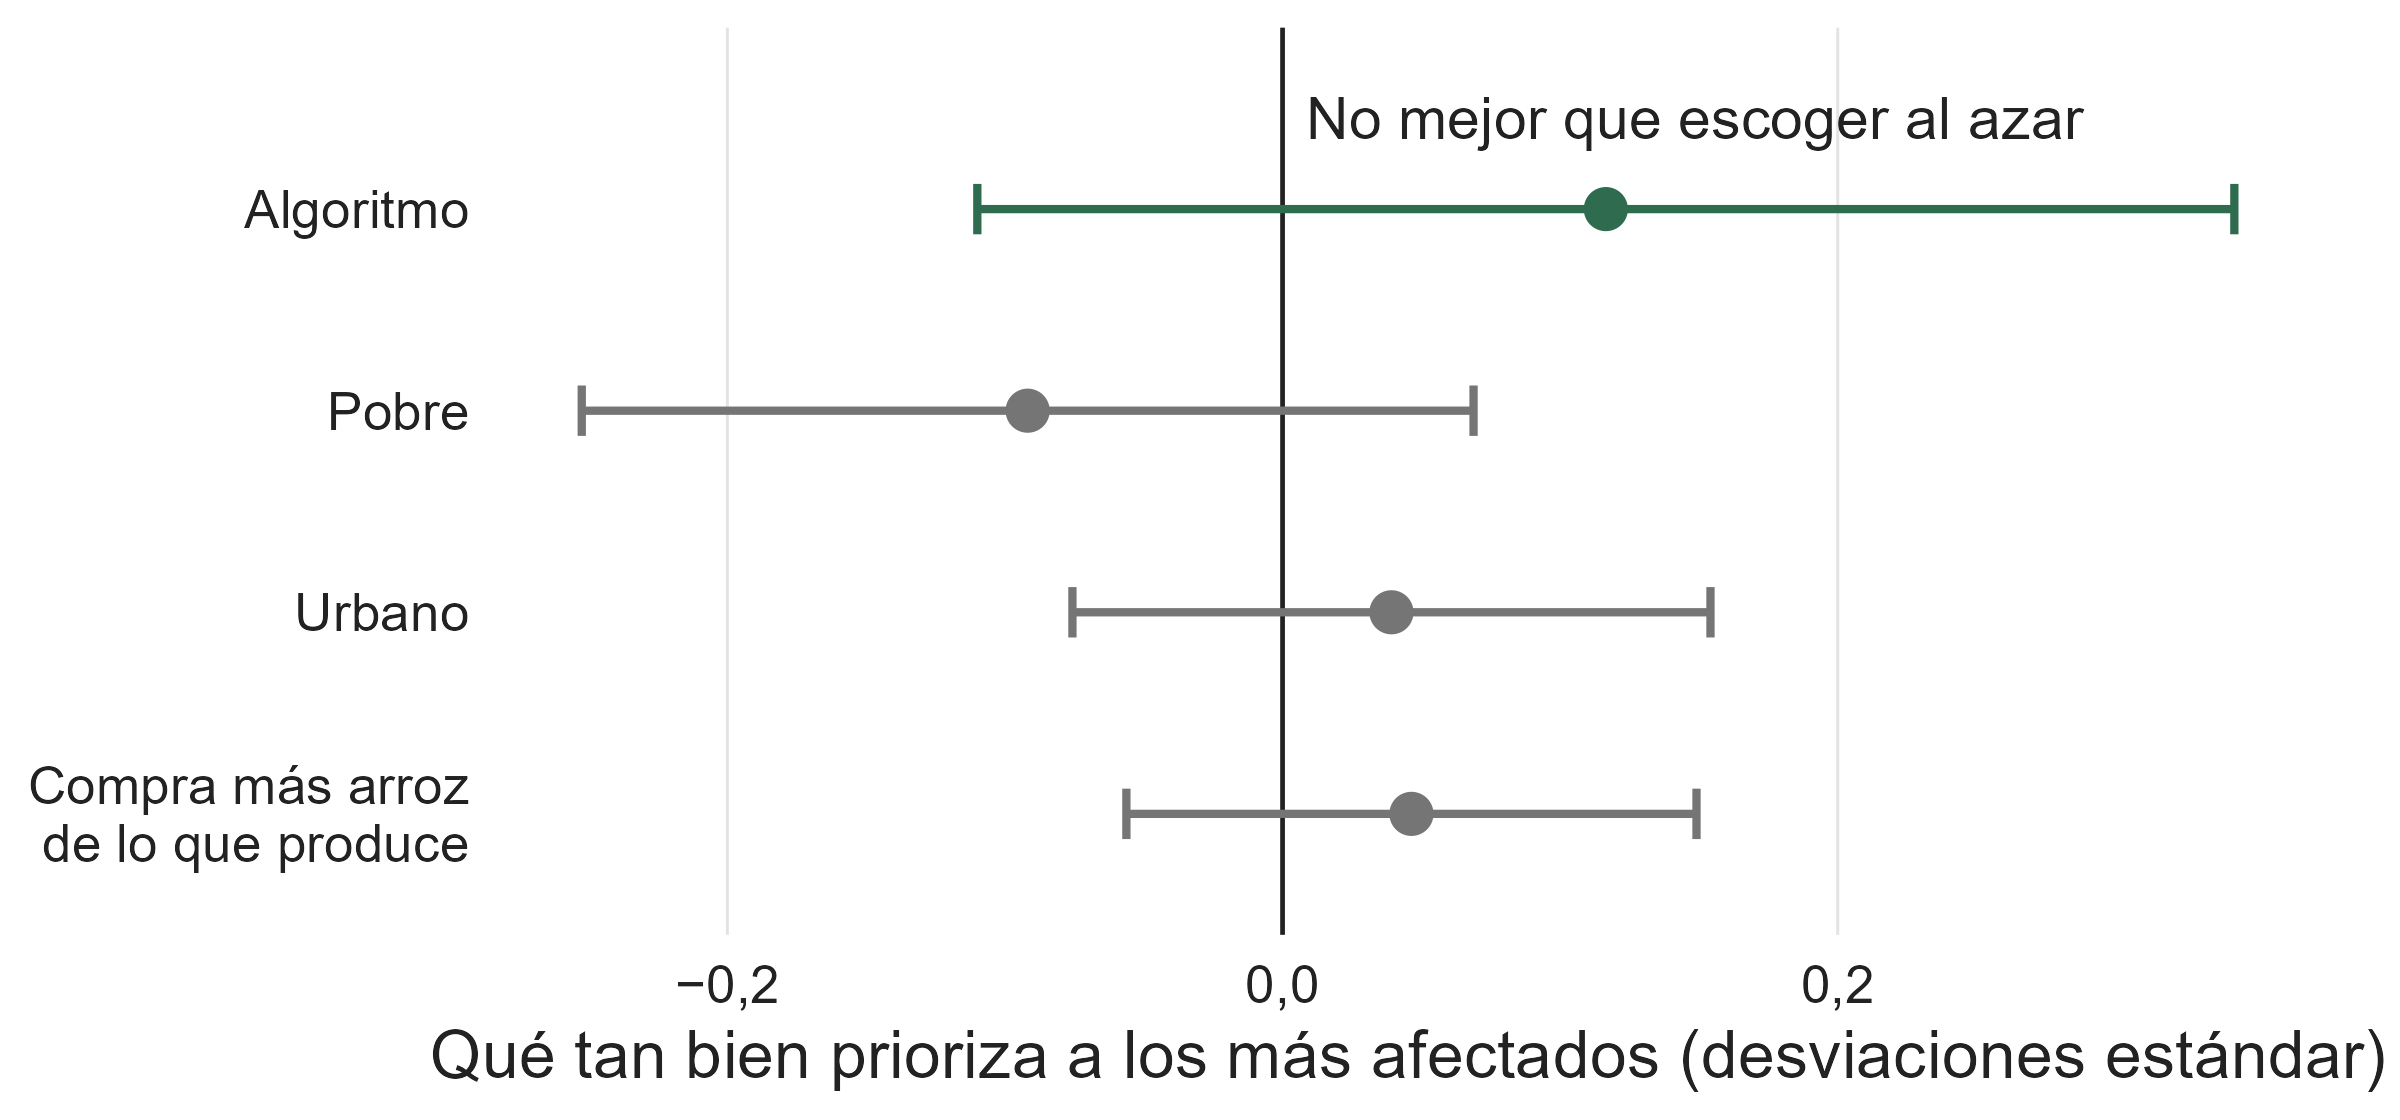 No mejor que escoger al azar
Algoritmo
Pobre
Urbano
Compra más arroz
de lo que produce
−0,2
0,0
0,2
Qué tan bien prioriza a los más afectados (desviaciones estándar)